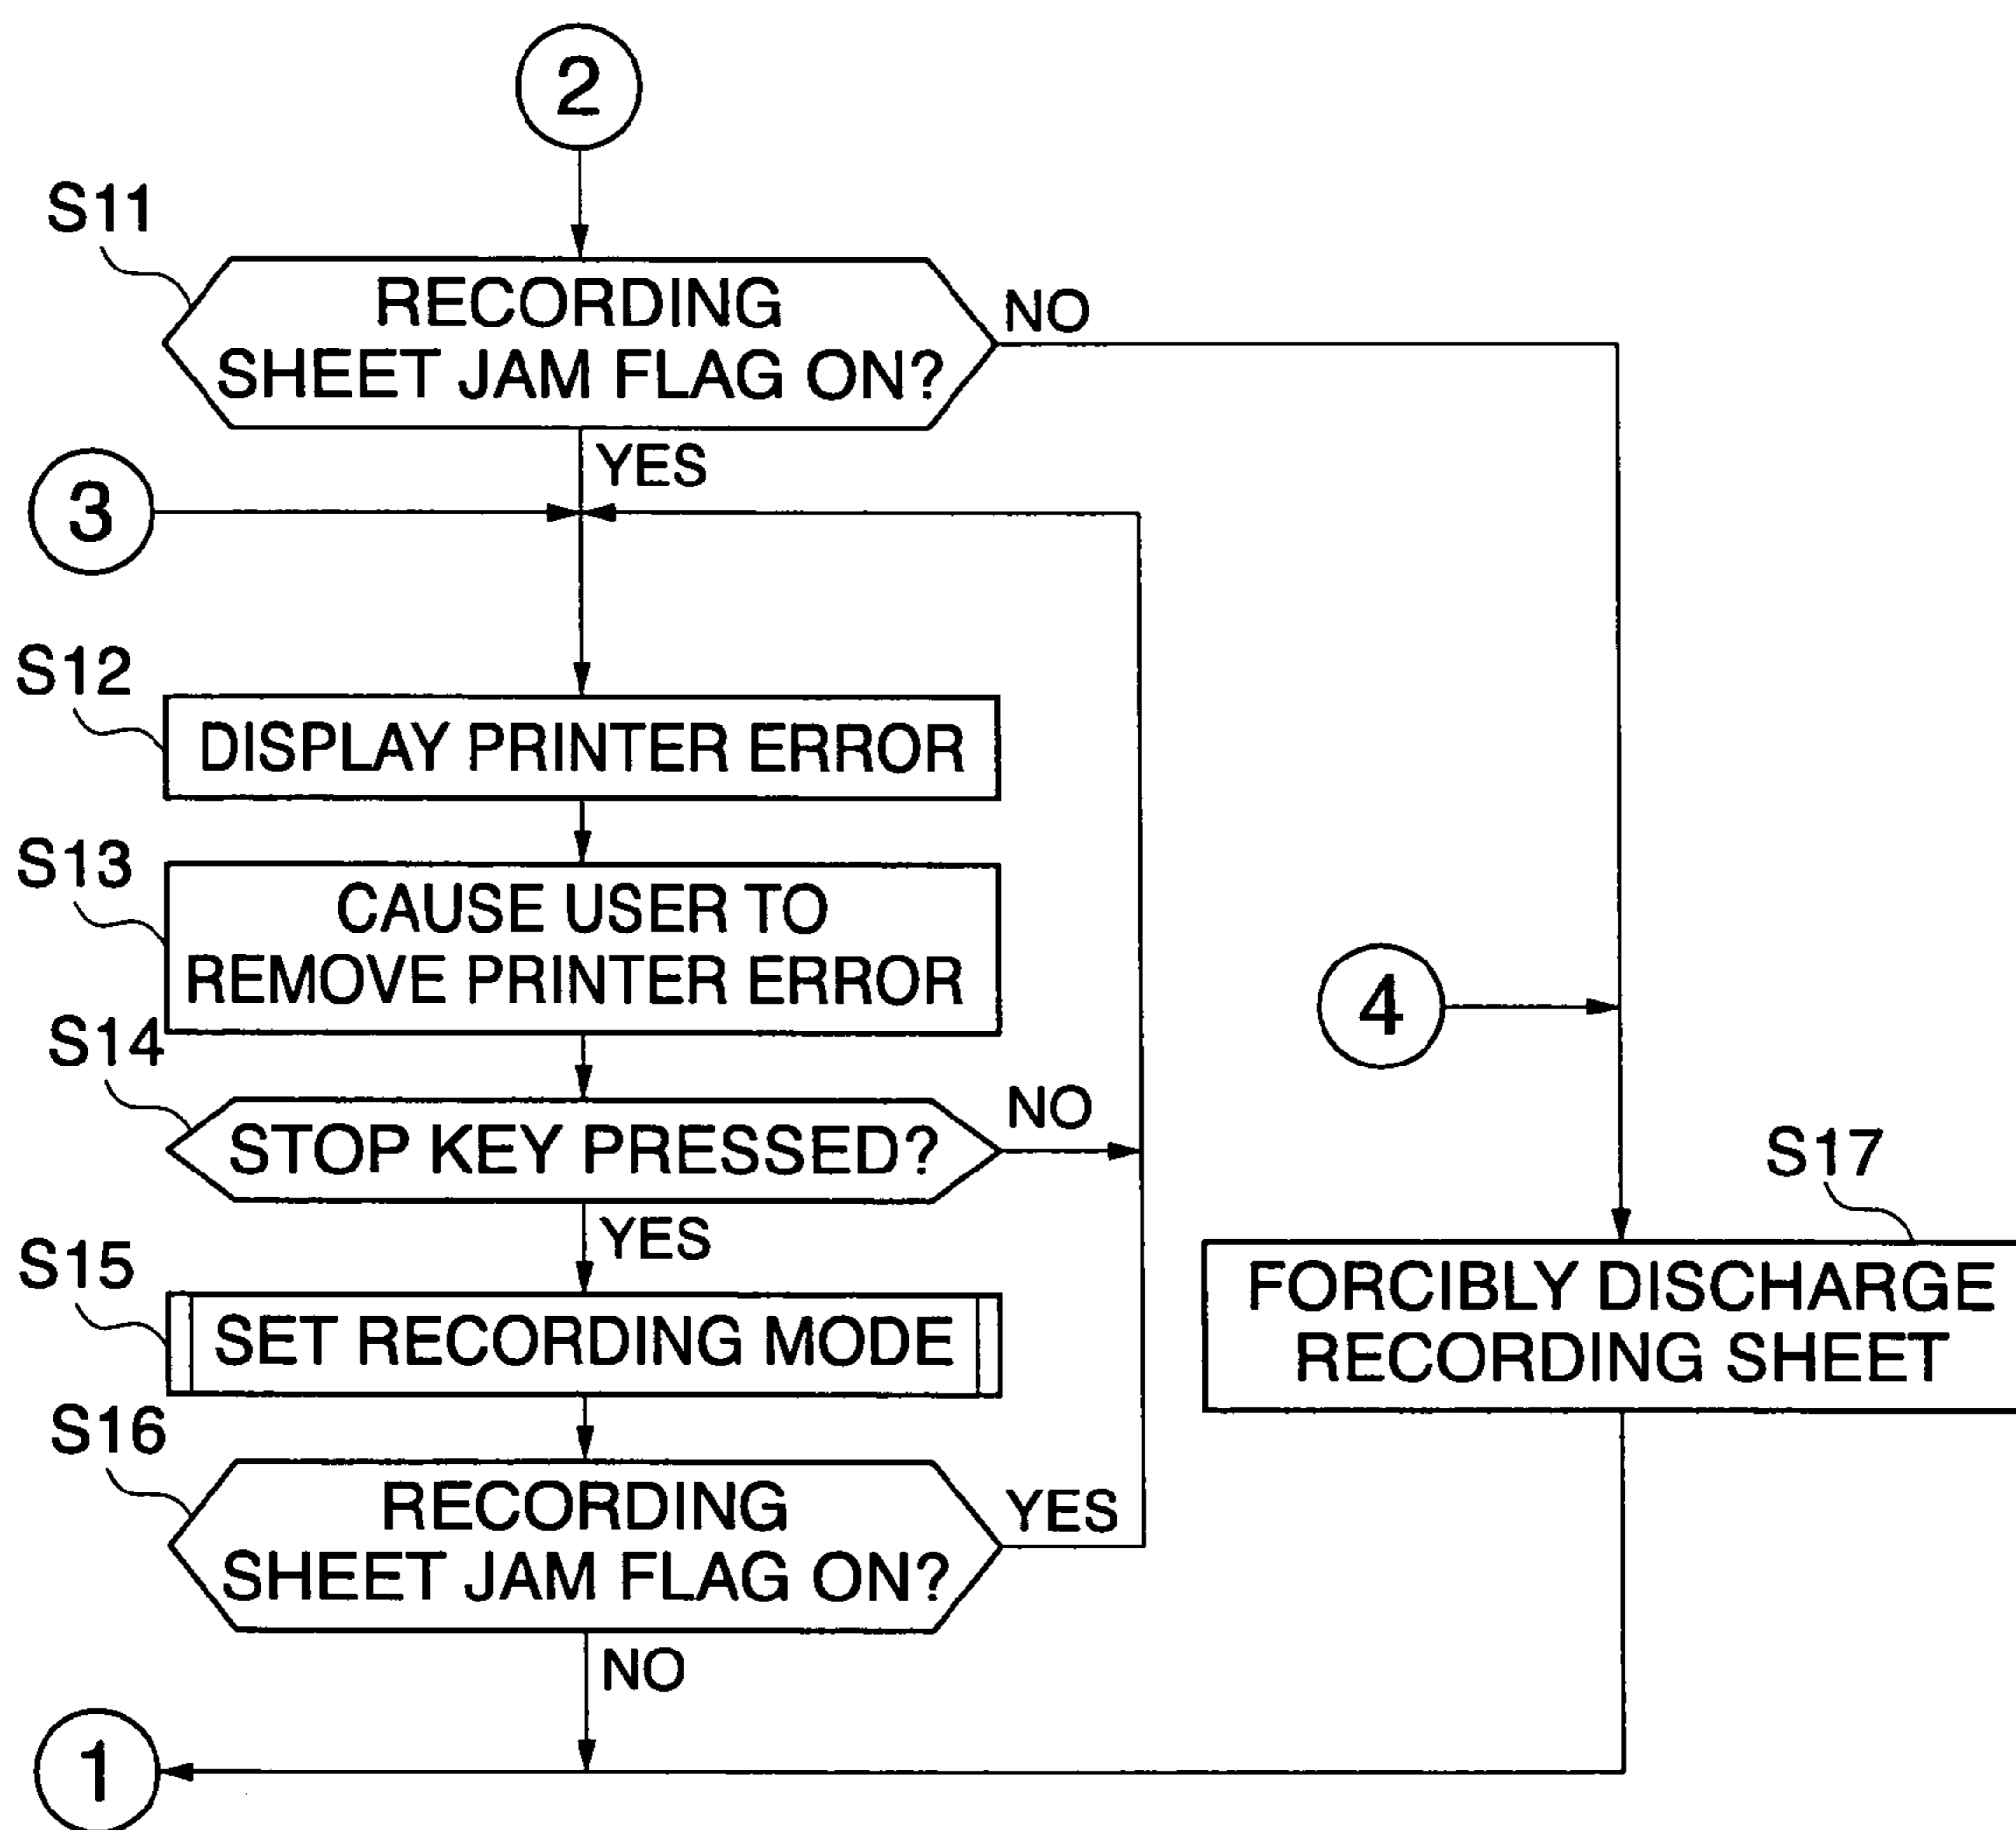 2
S11
RECORDING
SHEET JAM FLAG ON?
NO
YES
3
S12
DISPLAY PRINTER ERROR
S13
CAUSE USER TO
REMOVE PRINTER ERROR
S14
STOP KEY PRESSED?
NO
YES
4
S15
SET RECORDING MODE
S17
FORCIBLY DISCHARGE
RECORDING SHEET
S16
RECORDING
SHEET JAM FLAG ON?
YES
NO
1